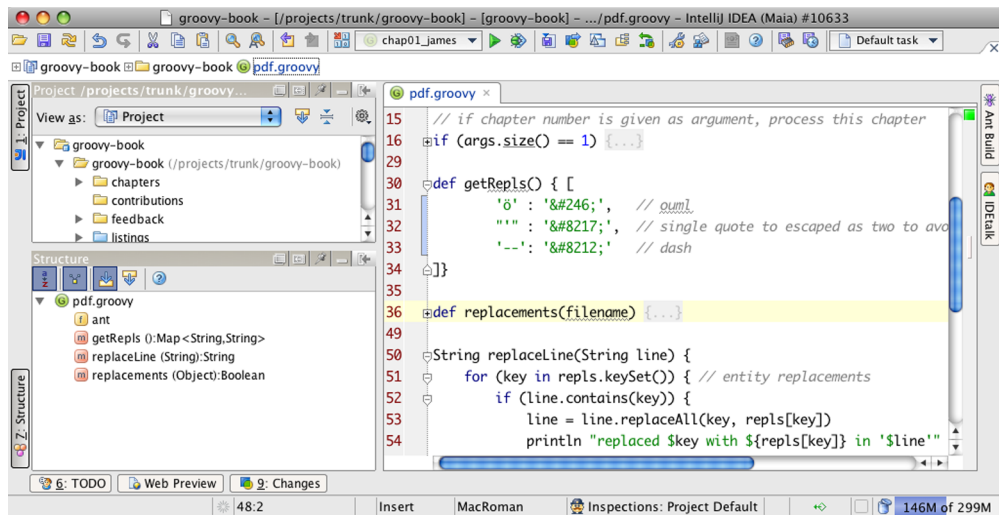 groovy-book – [/projects/trunk/groovy-book] – [groovy-book] – .../pdf.groovy – IntelliJ IDEA (Maia) #10633
chap01_james
Default task
groovy-book groovy-book pdf.groovy
1: Project
Project /projects/trunk/groovy...
View as: Project
groovy-book
groovy-book (/projects/trunk/groovy-book)
chapters
contributions
feedback
listings
Structure
pdf.groovy
ant
getRepls ():Map<String,String>
replaceLine (String):String
replacements (Object):Boolean
7: Structure
pdf.groovy
15 // if chapter number is given as argument, process this chapter
16 if (args.size() == 1) {...}
29
30 def getRepls() { [
31 'ö' : '&#246;', // ouml
32 "'" : '&#8217;', // single quote to escaped as two to avo
33 '--': '&#8212;' // dash
34 ]}
35
36 def replacements(filename) {...}
49
50 String replaceLine(String line) {
51 for (key in repls.keySet()) { // entity replacements
52 if (line.contains(key)) {
53 line = line.replaceAll(key, repls[key])
54 println "replaced $key with ${repls[key]} in '$line'"
Ant Build
IDEtalk
6: TODO Web Preview 9: Changes
48:2 Insert MacRoman Inspections: Project Default 146M of 299M